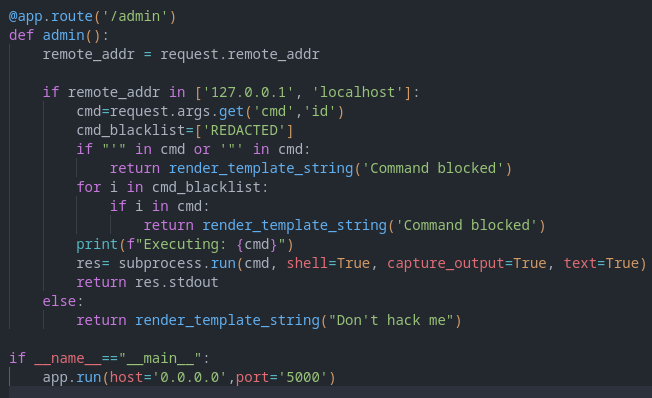 @app.route('/admin')
def admin():
    remote_addr = request.remote_addr

    if remote_addr in ['127.0.0.1', 'localhost']:
        cmd=request.args.get('cmd','id')
        cmd_blacklist=['REDACTED']
        if "'" in cmd or '"' in cmd:
            return render_template_string('Command blocked')
        for i in cmd_blacklist:
            if i in cmd:
                return render_template_string('Command blocked')
        print(f"Executing: {cmd}")
        res= subprocess.run(cmd, shell=True, capture_output=True, text=True)
        return res.stdout
    else:
        return render_template_string("Don't hack me")

if __name__=="__main__":
    app.run(host='0.0.0.0',port='5000')